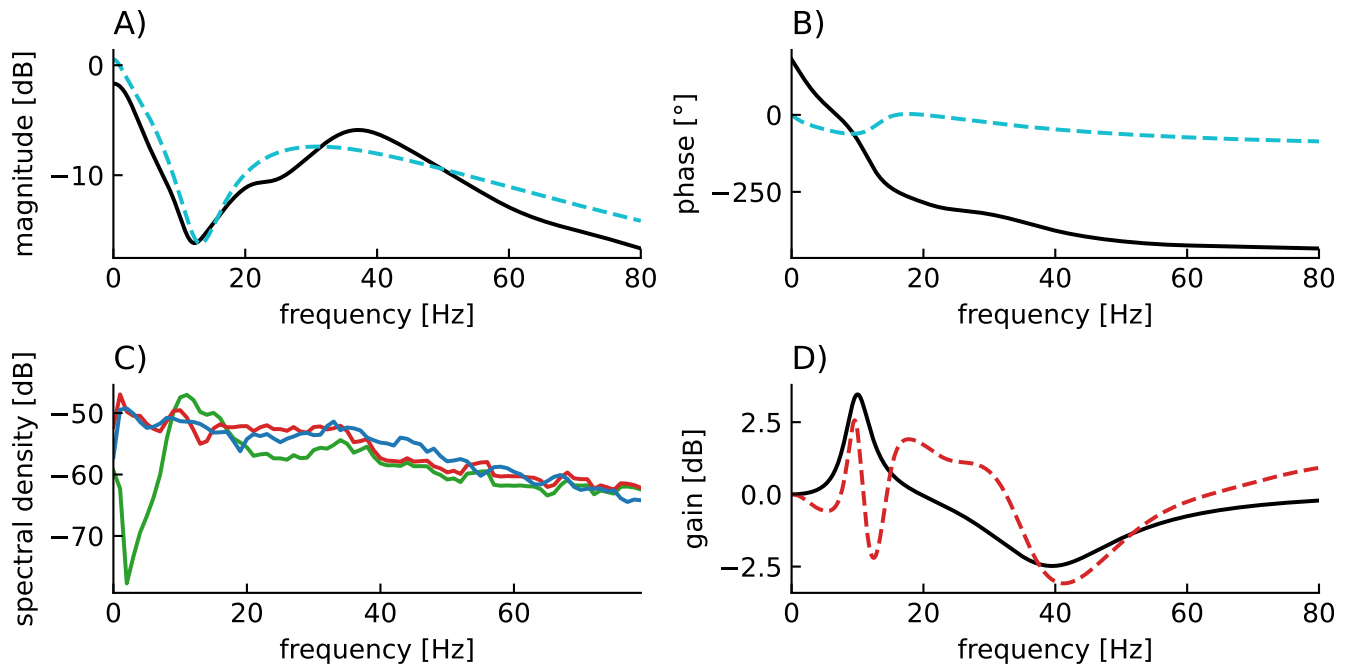 A)
magnitude [dB]
0
−10
0 20 40 60 80
frequency [Hz]
B)
phase [°]
0
−250
0 20 40 60 80
frequency [Hz]
C)
spectral density [dB]
−50
−60
−70
0 20 40 60
frequency [Hz]
D)
gain [dB]
2.5
0.0
−2.5
0 20 40 60 80
frequency [Hz]